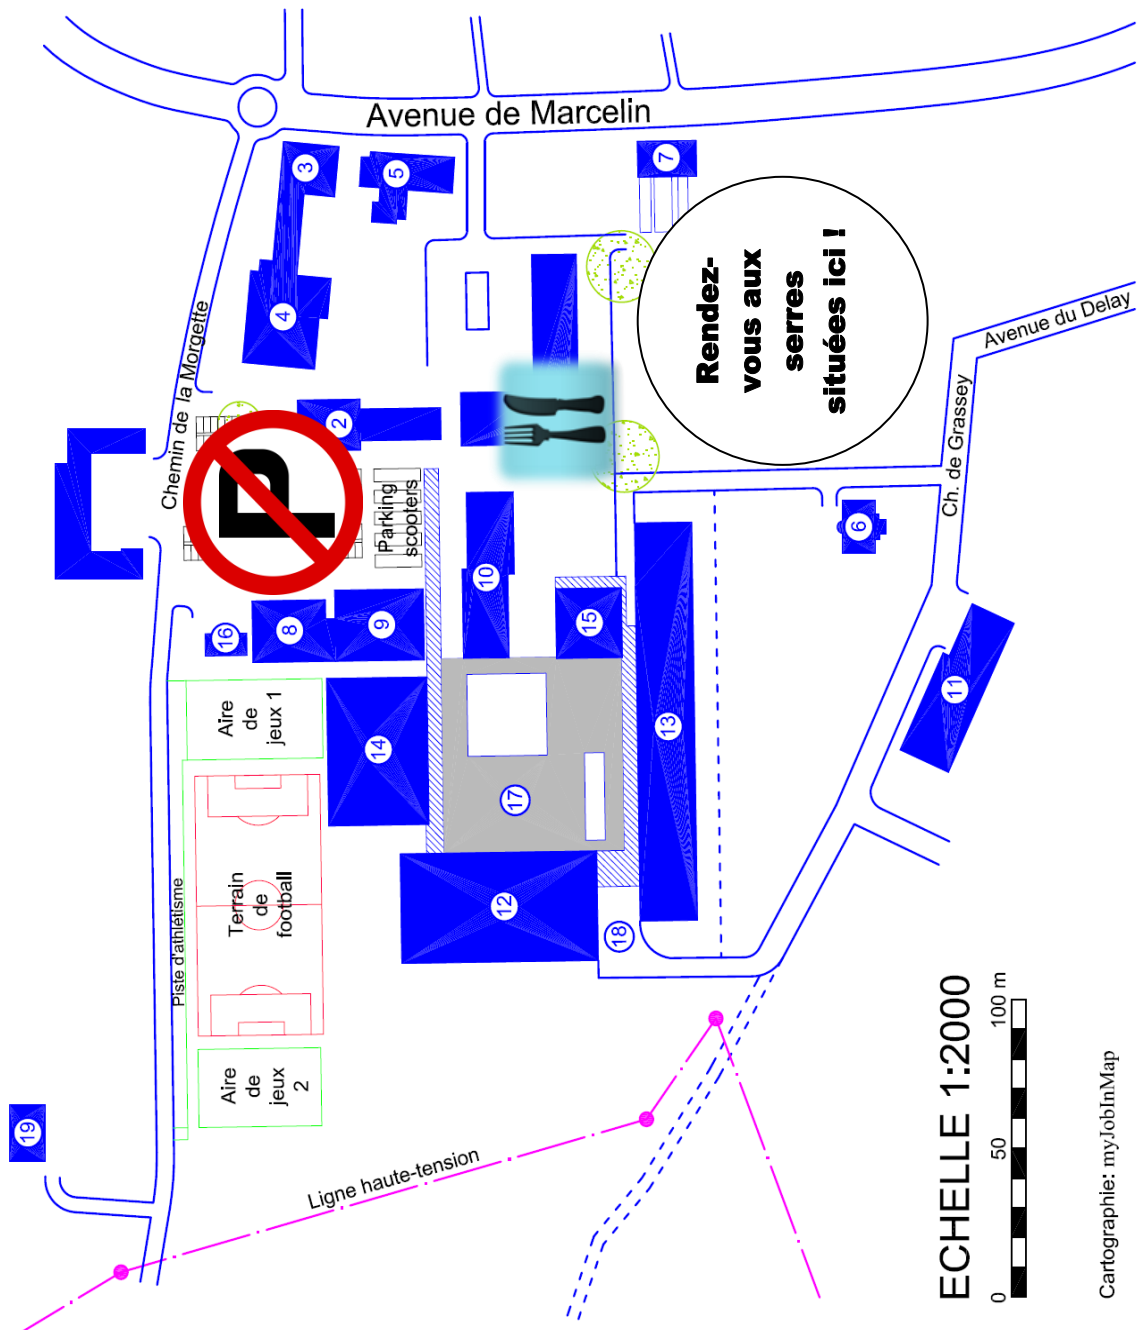 Avenue de Marcelin
3
5
7
4
Rendez-
vous aux
serres
situées ici !
Chemin de la Morgette
Avenue du Delay
Ch. de Grassey
2
P
Parking
scooters
6
10
16
8
9
15
11
Aire
de
jeux 1
14
13
17
Piste d'athlétisme
Terrain
de
football
12
18
Aire
de
jeux
2
19
Ligne haute-tension
ECHELLE 1:2000
0
50
100 m
Cartographie: myJobInMap